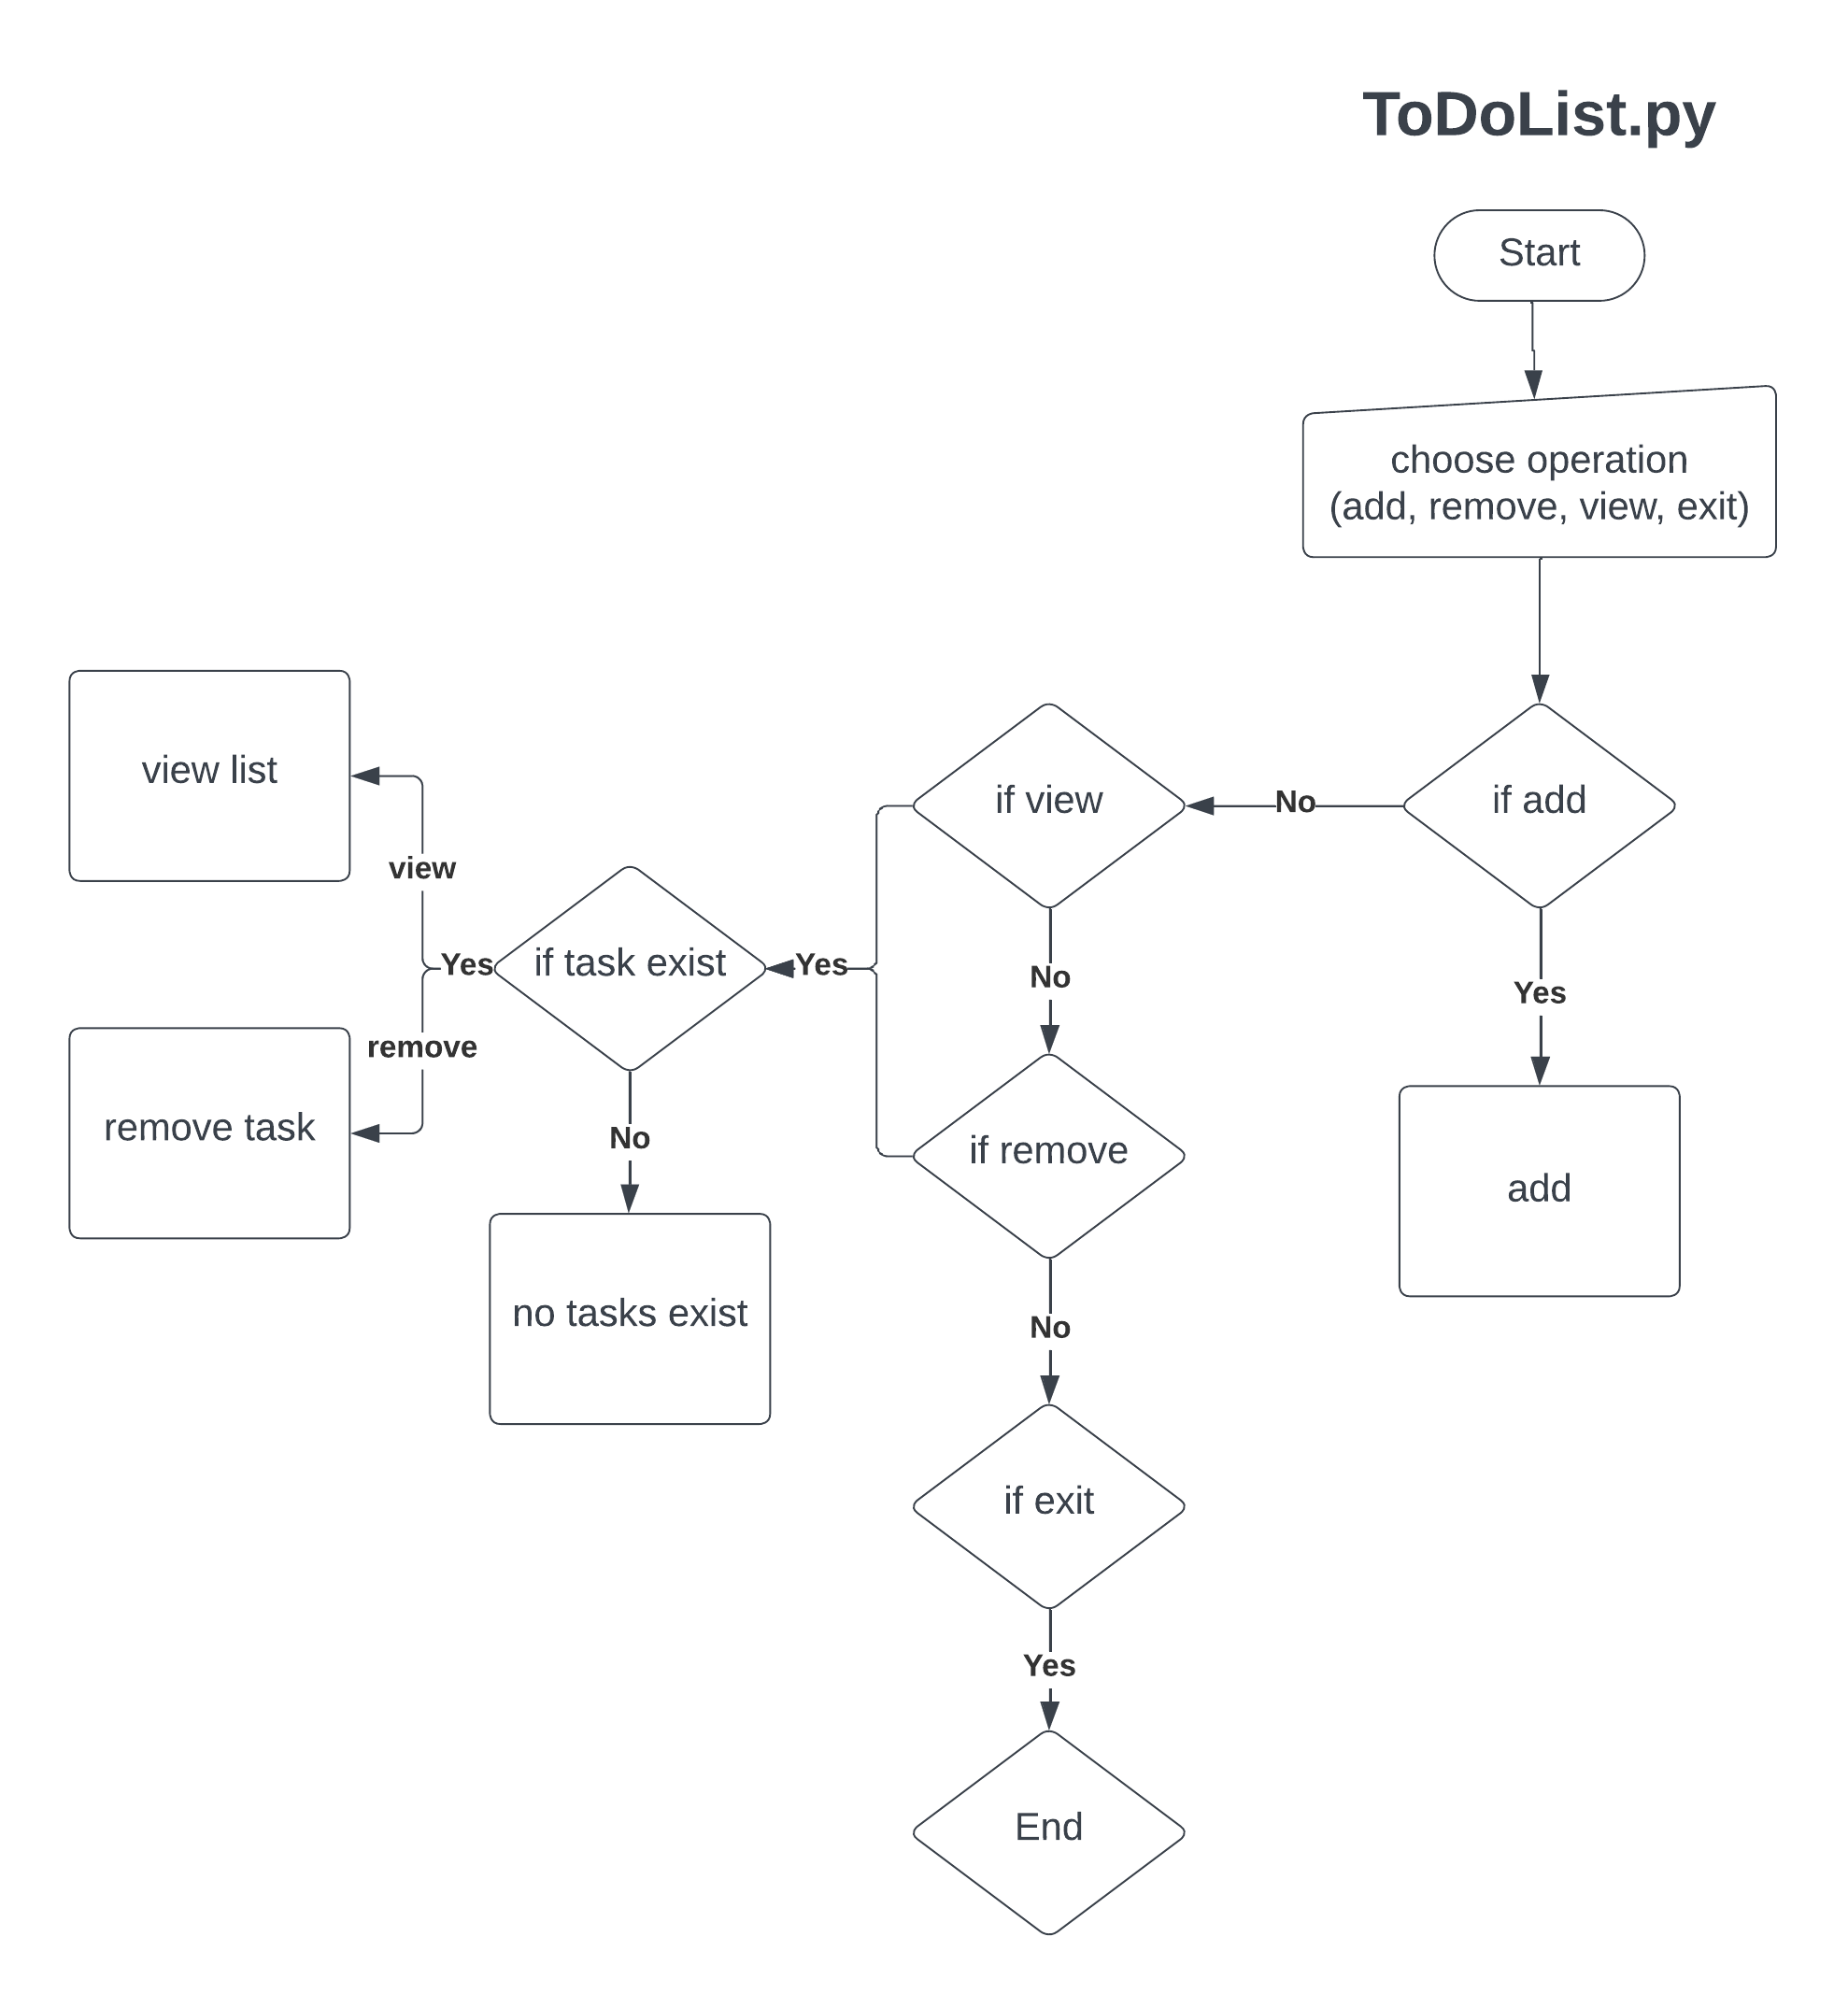 ToDoList.py
Start
choose operation
(add, remove, view, exit)
if add
No
if view
Yes
add
No
if remove
Yes
if task exist
Yes
view
view list
remove
remove task
No
no tasks exist
No
if exit
Yes
End